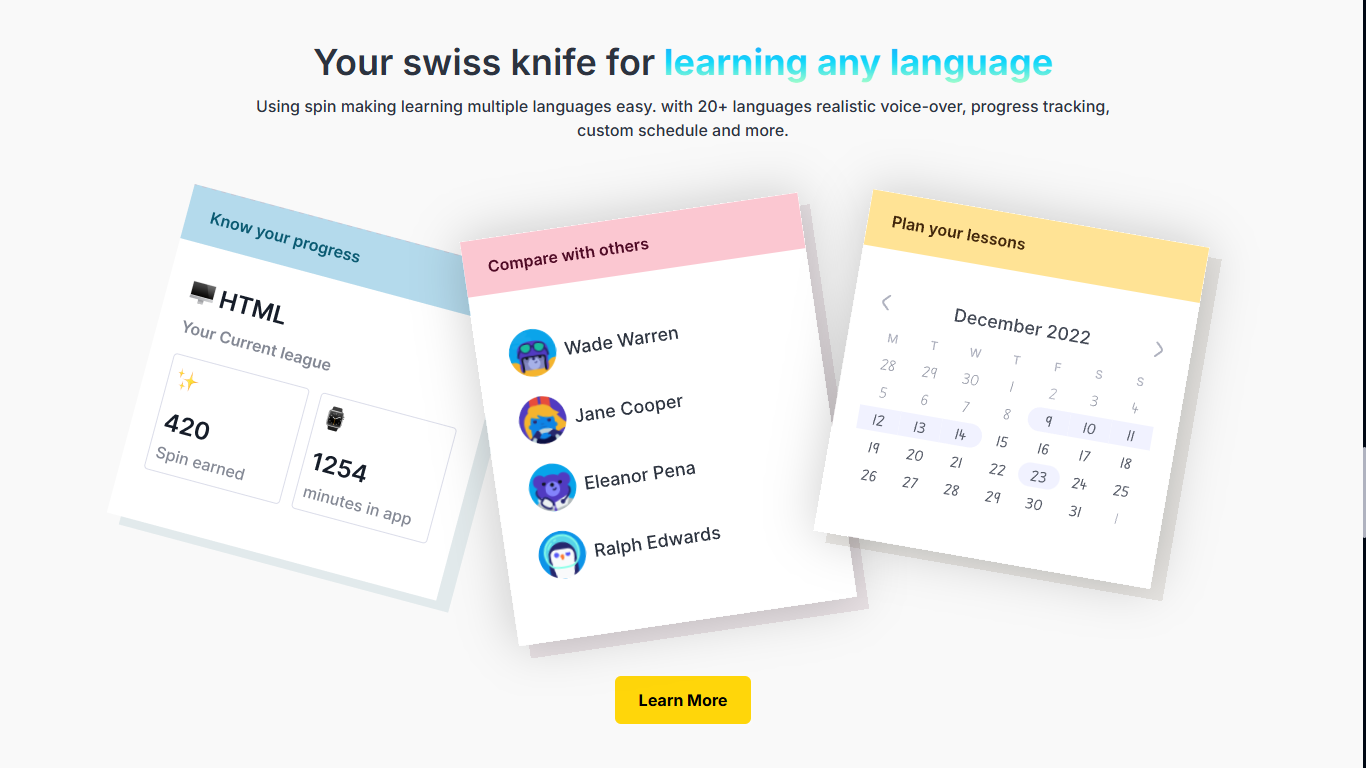 Your swiss knife for learning any language
Using spin making learning multiple languages easy. with 20+ languages realistic voice-over, progress tracking,
custom schedule and more.
Know your progress
HTML
Your Current league
420
Spin earned
1254
minutes in app
Compare with others
Wade Warren
Jane Cooper
Eleanor Pena
Ralph Edwards
Plan your lessons
December 2022
M T W T F S S
28 29 30 1 2 3 4
5 6 7 8 9 10 11
12 13 14 15 16 17 18
19 20 21 22 23 24 25
26 27 28 29 30 31 1
Learn More